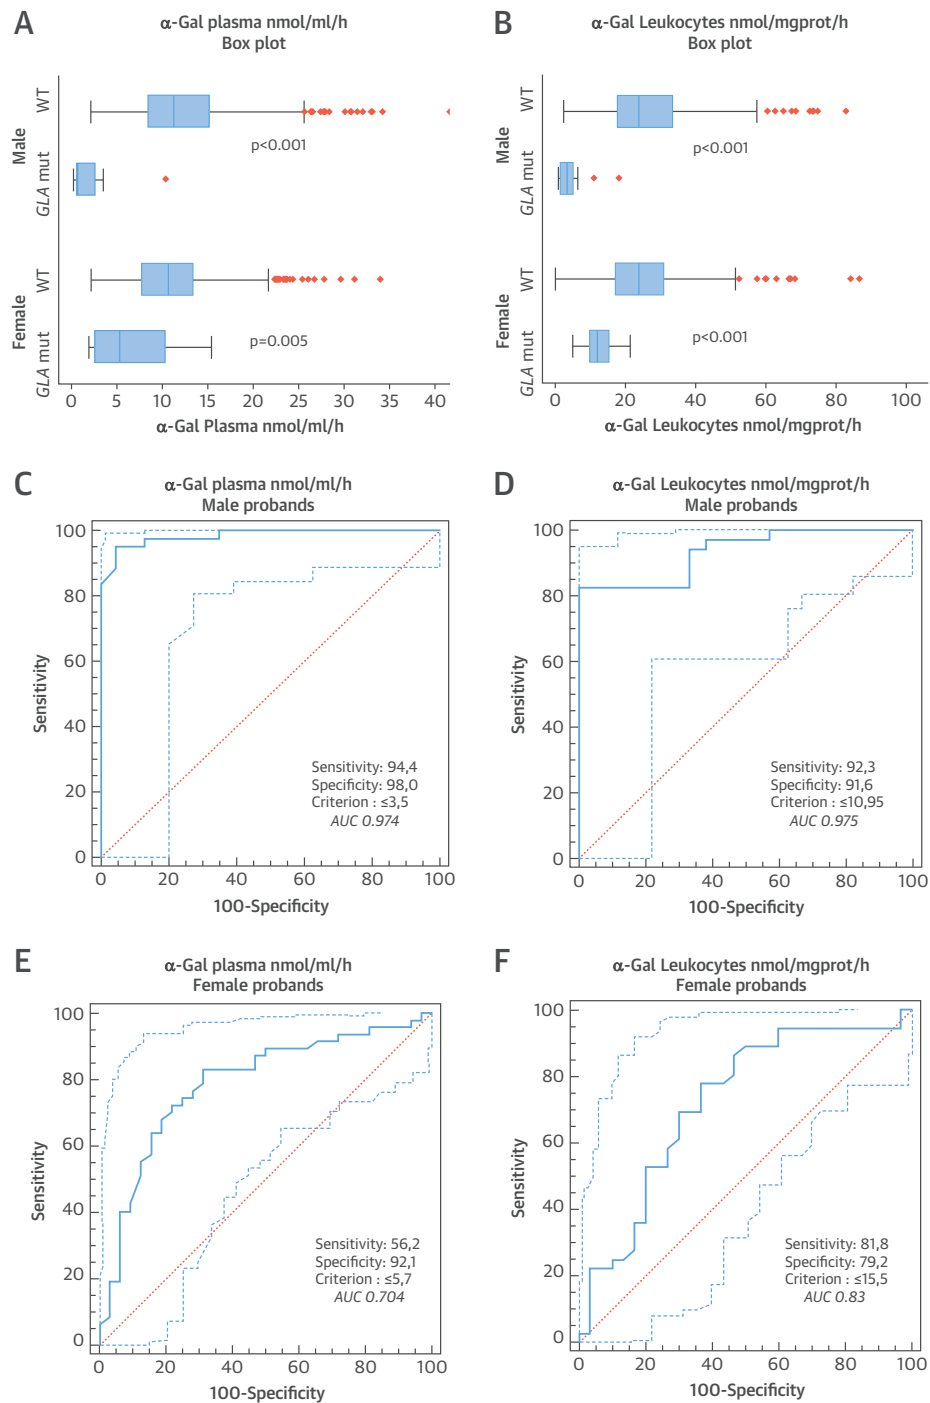 A
α-Gal plasma nmol/ml/h
Box plot
Male
WT
GLA mut
p<0.001
Female
WT
GLA mut
p=0.005
0 5 10 15 20 25 30 35 40
α-Gal Plasma nmol/ml/h
B
α-Gal Leukocytes nmol/mgprot/h
Box plot
Male
WT
GLA mut
p<0.001
Female
WT
GLA mut
p<0.001
0 20 40 60 80 100
α-Gal Leukocytes nmol/mgprot/h
C
α-Gal plasma nmol/ml/h
Male probands
Sensitivity
100
80
60
40
20
0
Sensitivity: 94,4
Specificity: 98,0
Criterion : ≤3,5
AUC 0.974
0 20 40 60 80 100
100-Specificity
D
α-Gal Leukocytes nmol/mgprot/h
Male probands
Sensitivity
100
80
60
40
20
0
Sensitivity: 92,3
Specificity: 91,6
Criterion : ≤10,95
AUC 0.975
0 20 40 60 80 100
100-Specificity
E
α-Gal plasma nmol/ml/h
Female probands
Sensitivity
100
80
60
40
20
0
Sensitivity: 56,2
Specificity: 92,1
Criterion : ≤5,7
AUC 0.704
0 20 40 60 80 100
100-Specificity
F
α-Gal Leukocytes nmol/mgprot/h
Female probands
Sensitivity
100
80
60
40
20
0
Sensitivity: 81,8
Specificity: 79,2
Criterion : ≤15,5
AUC 0.83
0 20 40 60 80 100
100-Specificity